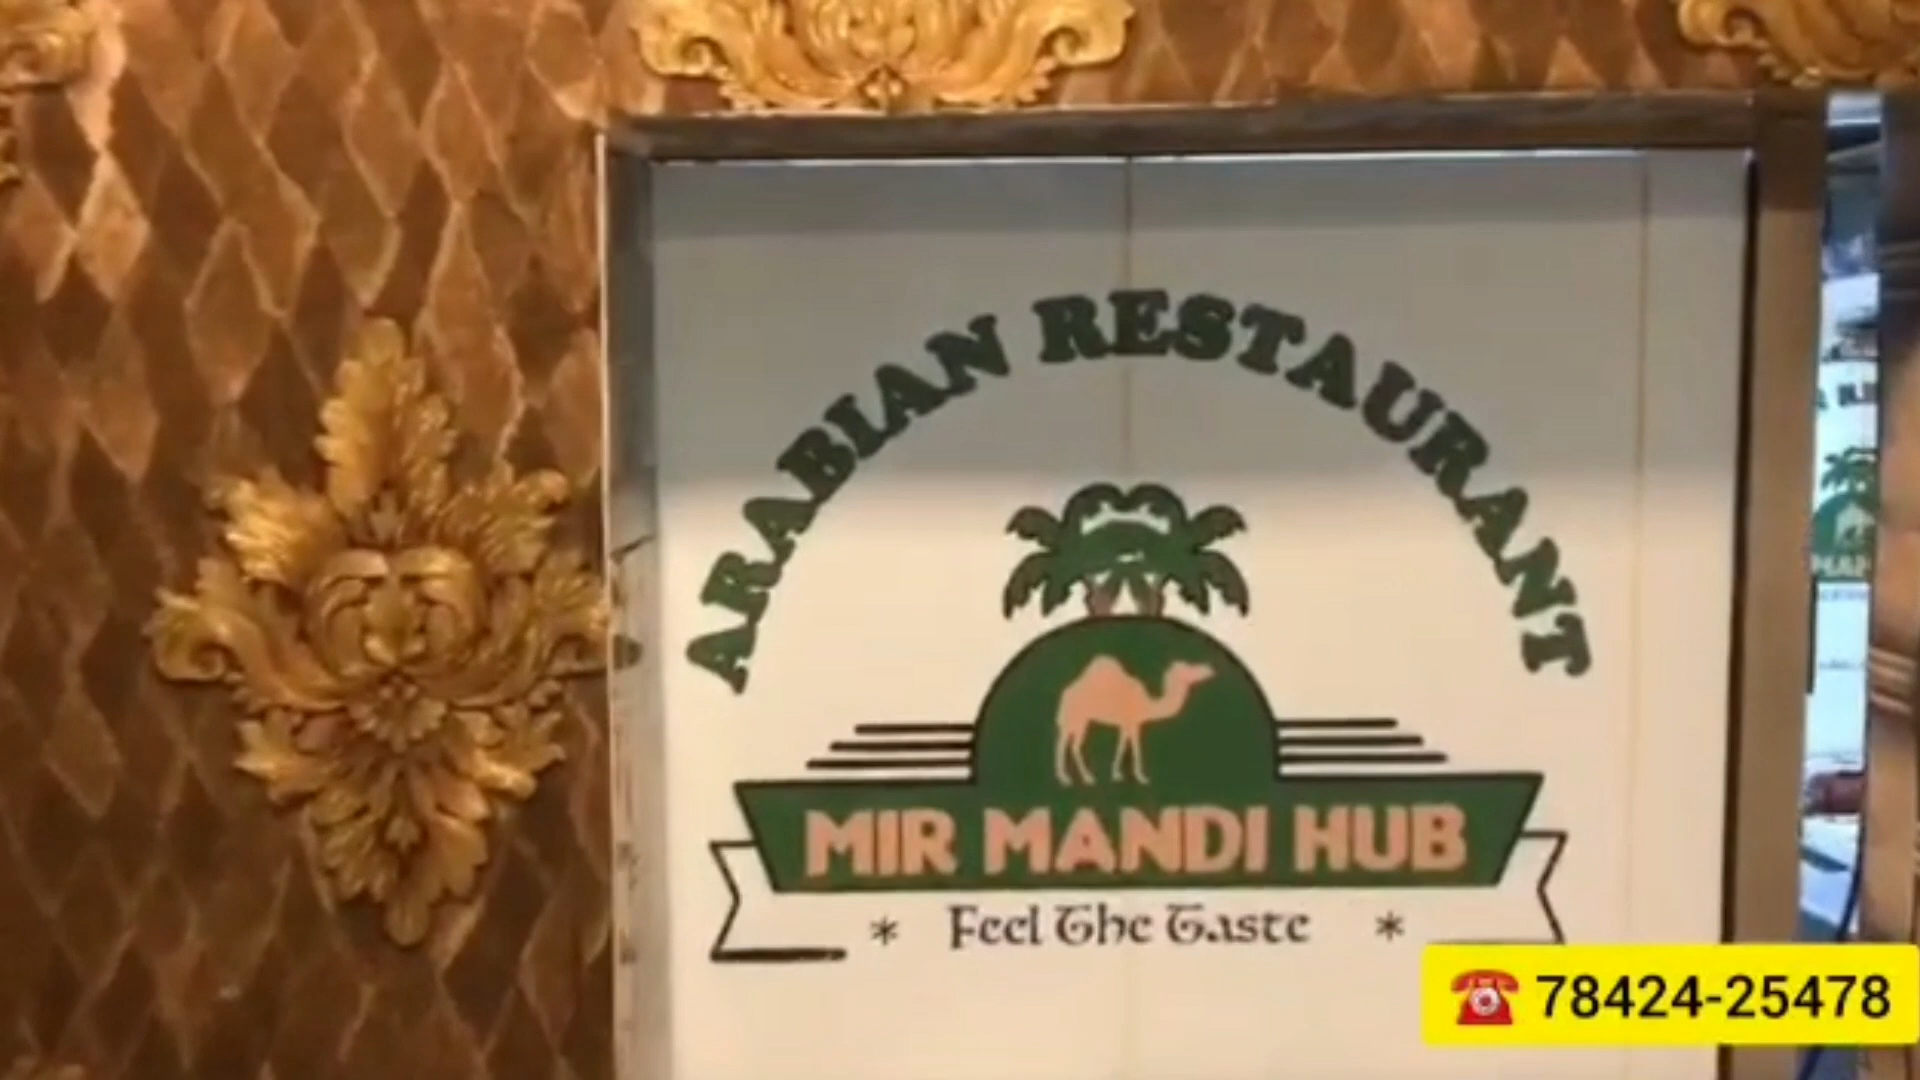 ARABIAN RESTAURANT
MIR MANDI HUB
* Feel The Taste *
☎ 78424-25478